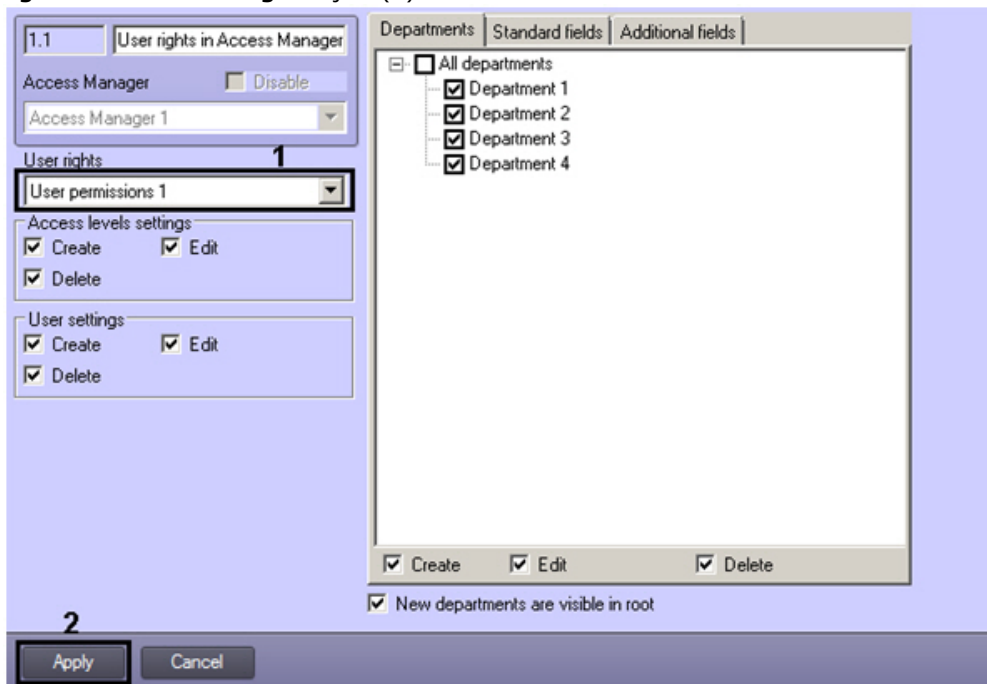 1.1 User rights in Access Manager
Access Manager Disable
Access Manager 1
User rights 1
User permissions 1
Access levels settings
Create Edit
Delete
User settings
Create Edit
Delete
Departments Standard fields Additional fields
All departments
Department 1
Department 2
Department 3
Department 4
Create Edit Delete
New departments are visible in root
2
Apply Cancel